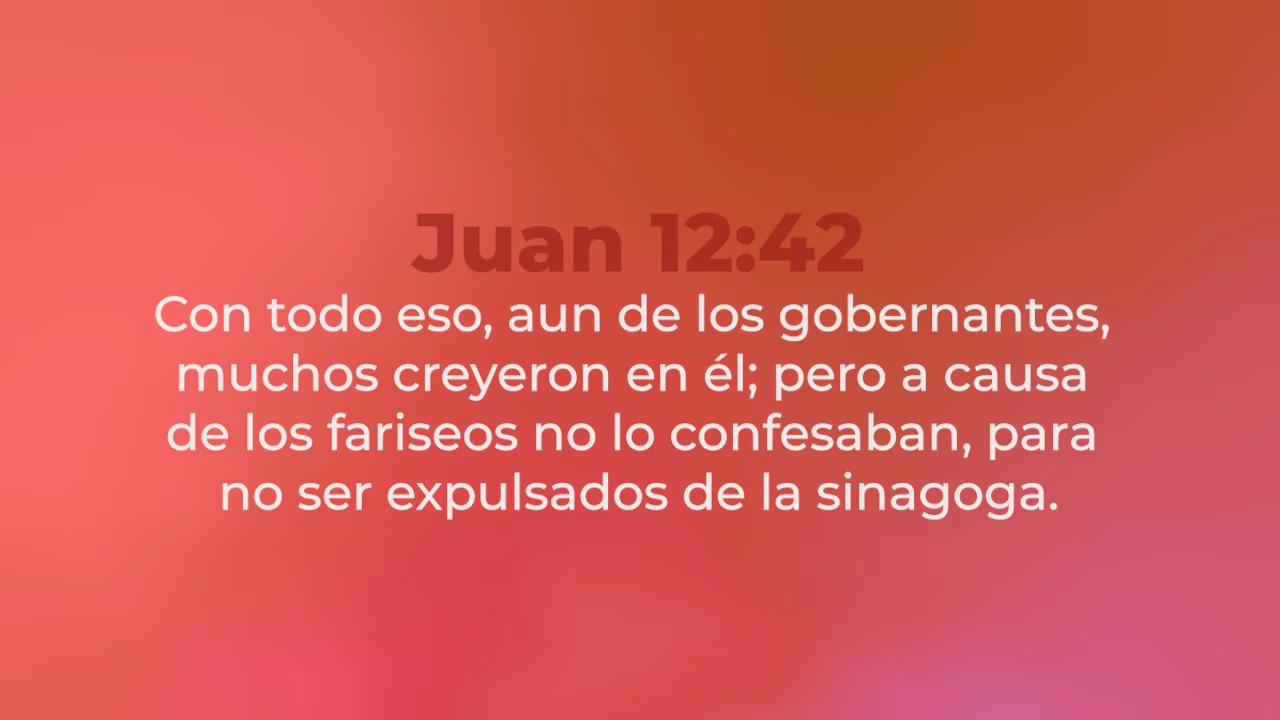 Juan 12:42
Con todo eso, aun de los gobernantes,
muchos creyeron en él; pero a causa
de los fariseos no lo confesaban, para
no ser expulsados de la sinagoga.